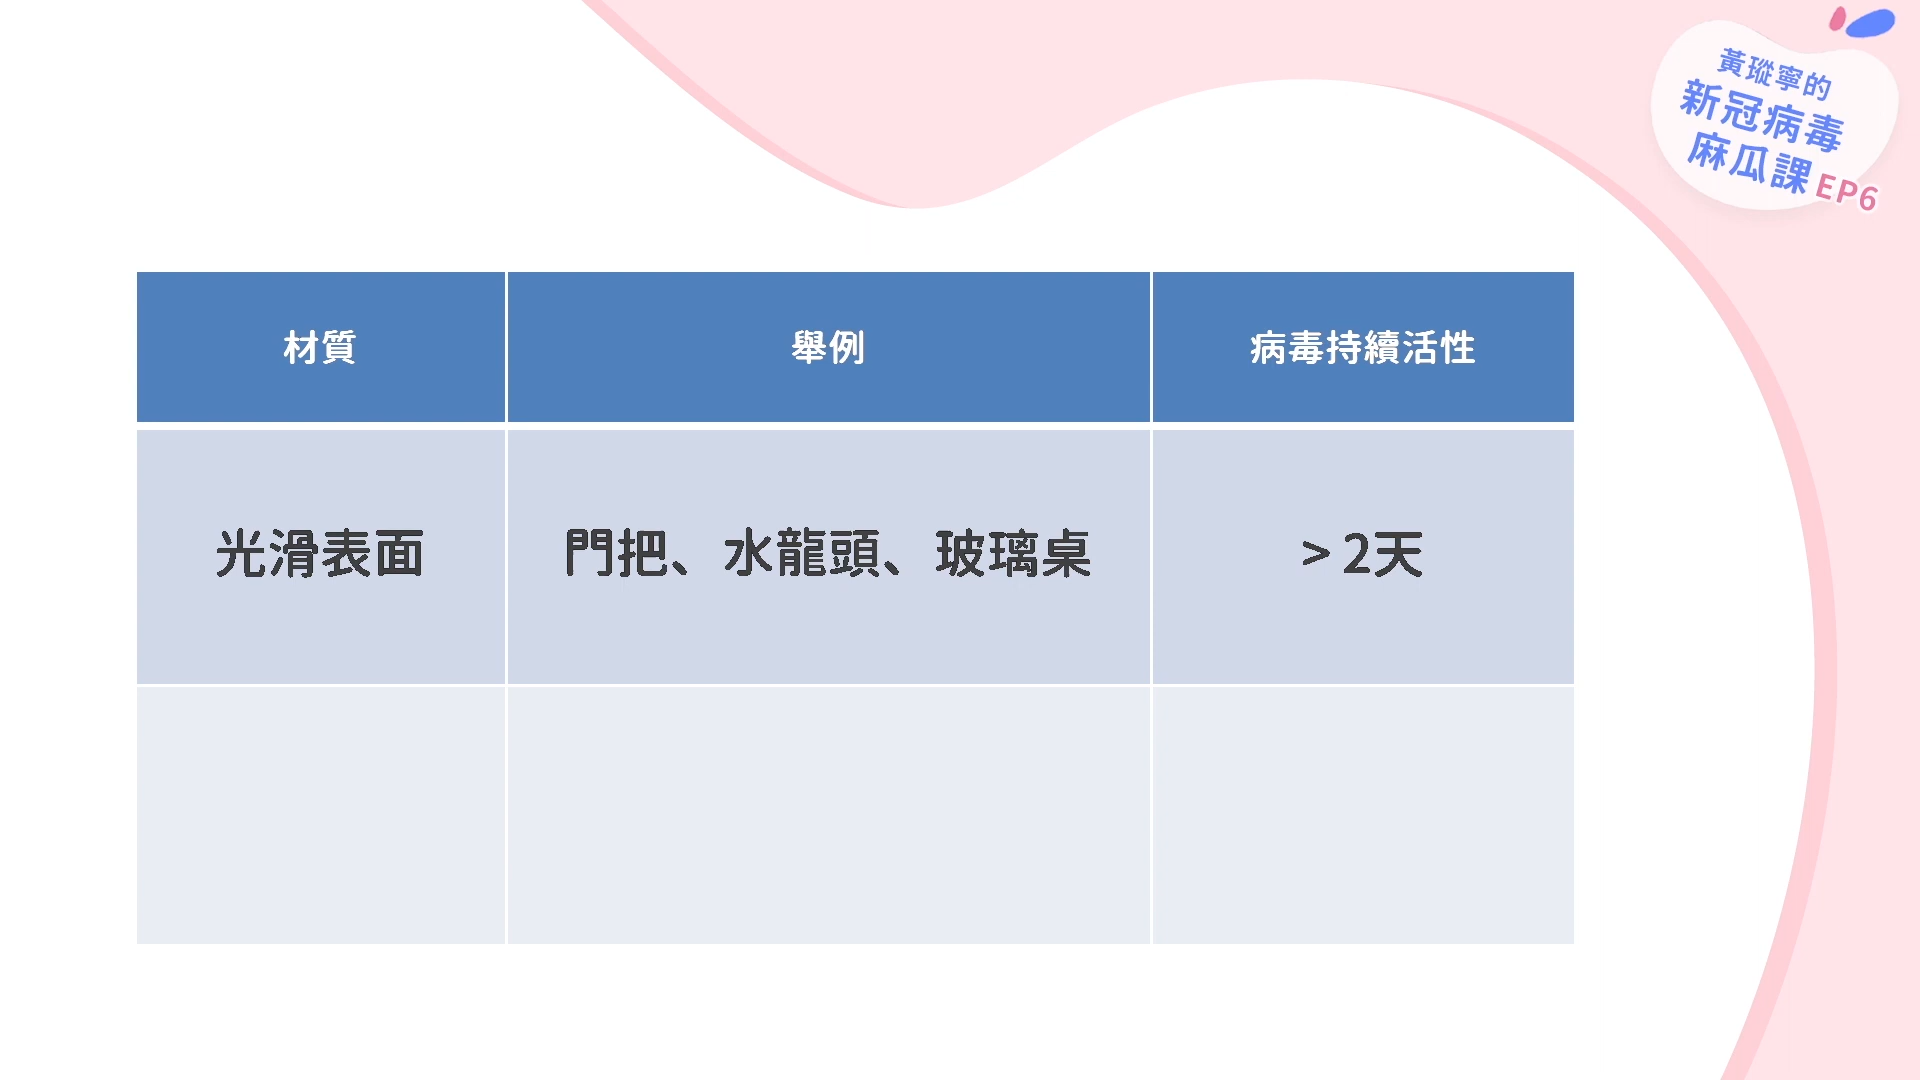 黃瑽寧的
新冠病毒
麻瓜課 EP6
材質 舉例 病毒持續活性
光滑表面 門把、水龍頭、玻璃桌 > 2天